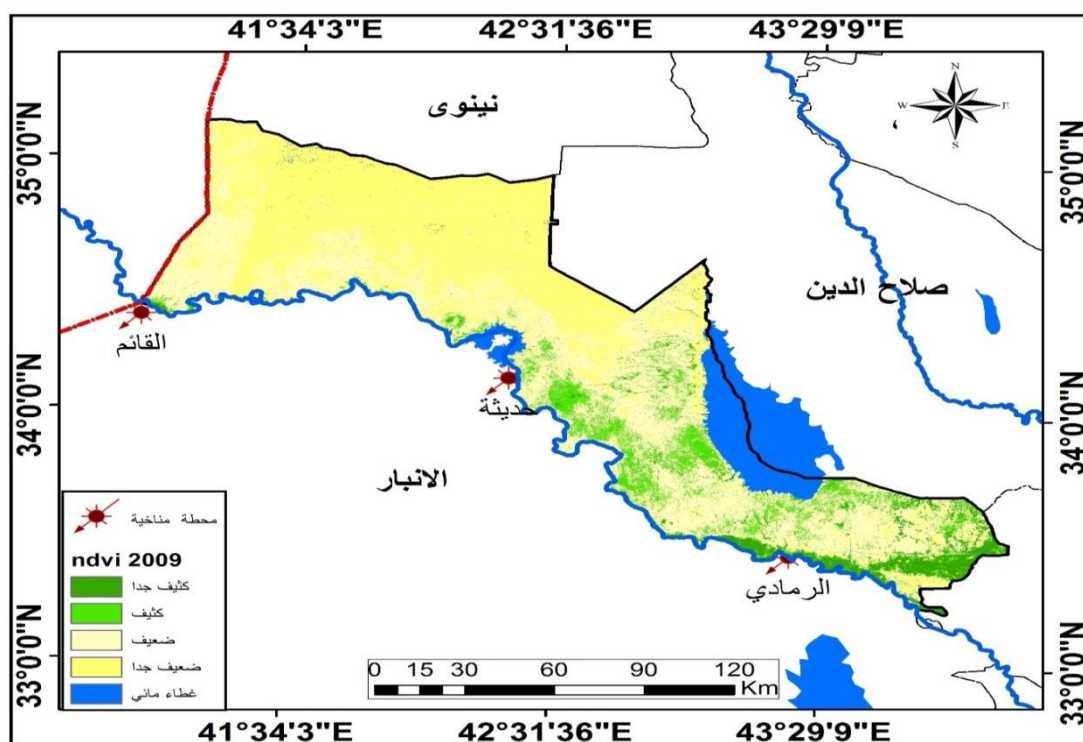 41°34'3"E 42°31'36"E 43°29'9"E
35°0'0"N
34°0'0"N
33°0'0"N
35°0'0"N
34°0'0"N
33°0'0"N
N
W E
S
نينوى
،
صلاح الدين
القائم
حديثة
الانبار
الرمادي
محطة مناخية
ndvi 2009
كثيف جدا
كثيف
ضعيف
ضعيف جدا
غطاء مائي
0 15 30 60 90 120
Km
41°34'3"E 42°31'36"E 43°29'9"E